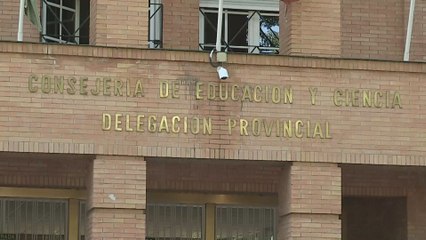 CONSEJERIA DE EDUCACION Y CIENCIA
DELEGACION PROVINCIAL